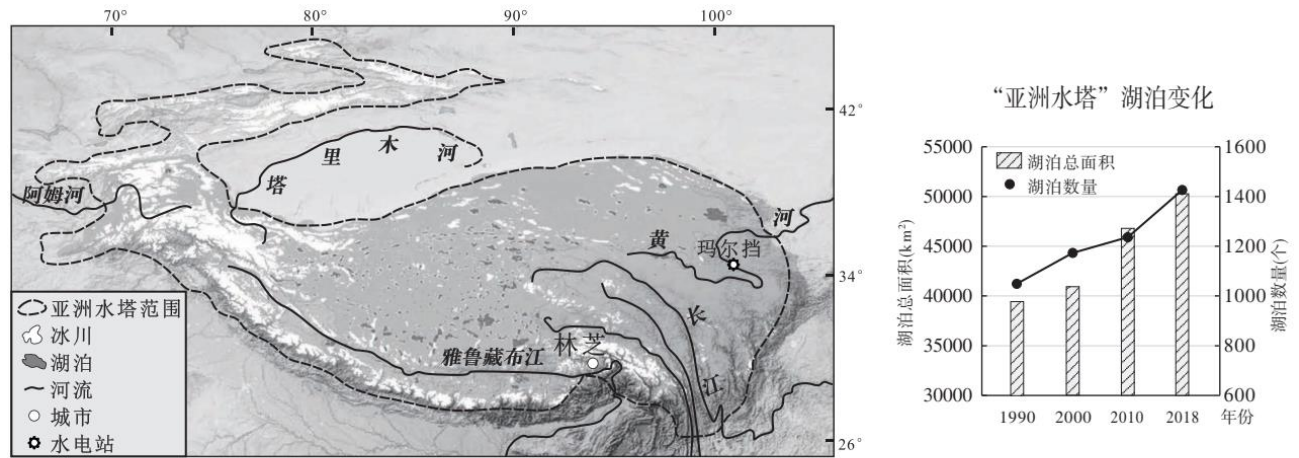 70°
80°
90°
100°
42°
34°
26°
塔里木河
阿姆河
黄河
玛尔挡
长江
雅鲁藏布江
林芝
亚洲水塔范围
冰川
湖泊
河流
城市
水电站
“亚洲水塔”湖泊变化
湖泊总面积
湖泊数量
湖泊总面积(km²)
55000
50000
45000
40000
35000
30000
湖泊数量(个)
1600
1400
1200
1000
800
600
1990 2000 2010 2018 年份